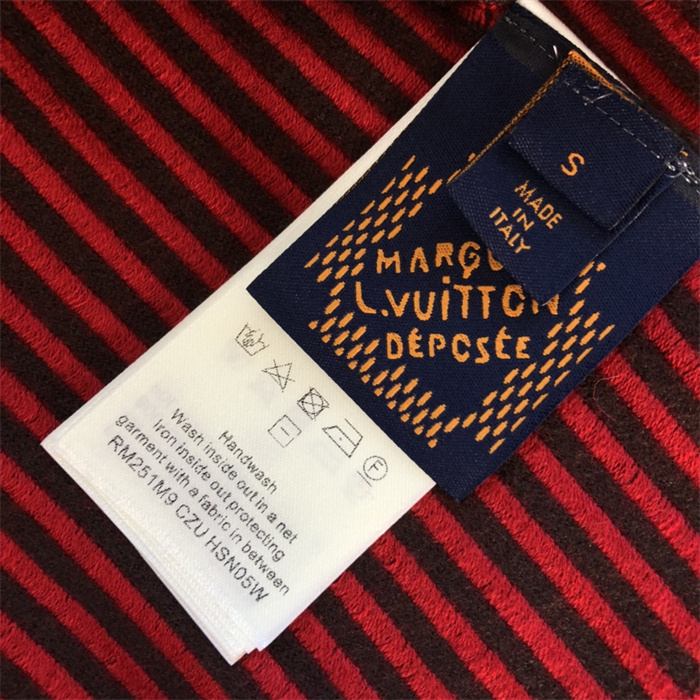 S
MADE
IN
ITALY
L.VUITTON
DÉPOSÉE
Handwash
Wash inside out in a net
Iron inside out protecting
garment with a fabric in between
RM251M9 CZU HSN05W
F